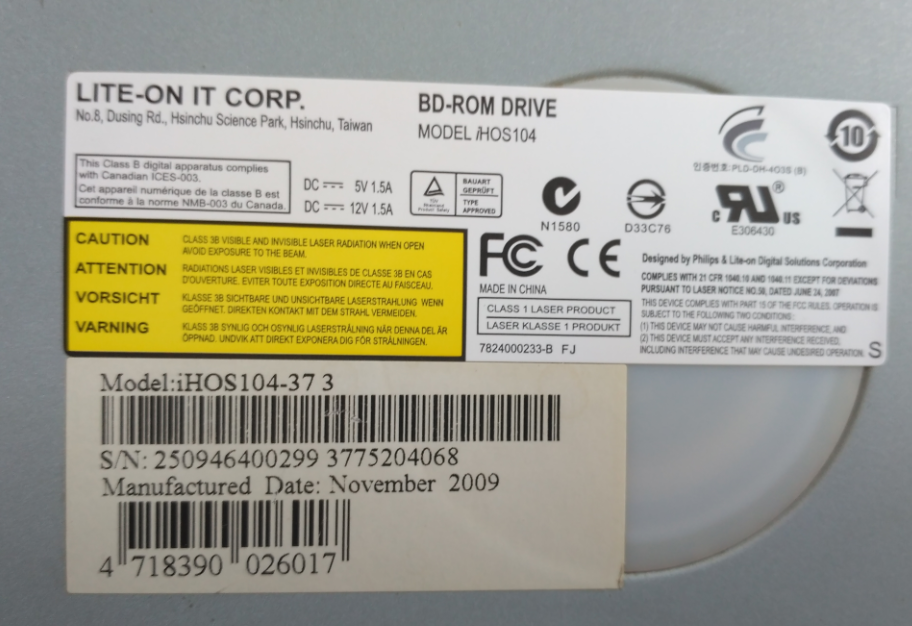 LITE-ON IT CORP.
No.8, Dusing Rd., Hsinchu Science Park, Hsinchu, Taiwan
BD-ROM DRIVE
MODEL iHOS104
This Class B digital apparatus complies
with Canadian ICES-003.
Cet appareil numérique de la classe B est
conforme à la norme NMB-003 du Canada.
DC 5V 1.5A
DC 12V 1.5A
BAUART
GEPRÜFT
TYPE
APPROVED
N1580
D33C76
인증번호:PLD-DH-4O3S (B)
10
c RU US
E306430
CAUTION
CLASS 3B VISIBLE AND INVISIBLE LASER RADIATION WHEN OPEN
AVOID EXPOSURE TO THE BEAM.
ATTENTION
RADIATIONS LASER VISIBLES ET INVISIBLES DE CLASSE 3B EN CAS
D'OUVERTURE. EVITER TOUTE EXPOSITION DIRECTE AU FAISCEAU.
VORSICHT
KLASSE 3B SICHTBARE UND UNSICHTBARE LASERSTRAHLUNG WENN
GEÖFFNET. DIREKTEN KONTAKT MIT DEM STRAHL VERMEIDEN.
VARNING
KLASS 3B SYNLIG OCH OSYNLIG LASERSTRÅLNING NÄR DENNA DEL ÄR
ÖPPNAD. UNDVIK ATT DIREKT EXPONERA DIG FÖR STRÅLNINGEN.
FC CE
MADE IN CHINA
CLASS 1 LASER PRODUCT
LASER KLASSE 1 PRODUKT
7824000233-B FJ
Designed by Philips & Lite-on Digital Solutions Corporation
COMPLIES WITH 21 CFR 1040.10 AND 1040.11 EXCEPT FOR DEVIATIONS
PURSUANT TO LASER NOTICE NO.50, DATED JUNE 24, 2007
THIS DEVICE COMPLIES WITH PART 15 OF THE FCC RULES. OPERATION IS
SUBJECT TO THE FOLLOWING TWO CONDITIONS:
(1) THIS DEVICE MAY NOT CAUSE HARMFUL INTERFERENCE, AND
(2) THIS DEVICE MUST ACCEPT ANY INTERFERENCE RECEIVED,
INCLUDING INTERFERENCE THAT MAY CAUSE UNDESIRED OPERATION. S
Model:iHOS104-37 3
S/N: 250946400299 3775204068
Manufactured Date: November 2009
4 718390 026017